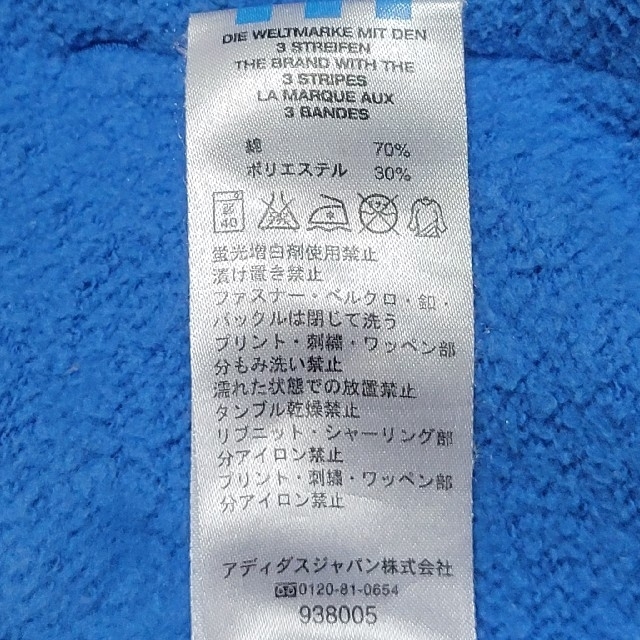 DIE WELTMARKE MIT DEN
3 STREIFEN
THE BRAND WITH THE
3 STRIPES
LA MARQUE AUX
3 BANDES
綿 70%
ポリエステル 30%
40
蛍光増白剤使用禁止
漬け置き禁止
ファスナー・ベルクロ・釦・
バックルは閉じて洗う
プリント・刺繍・ワッペン部
分もみ洗い禁止
濡れた状態での放置禁止
タンブル乾燥禁止
リブニット・シャーリング部
分アイロン禁止
プリント・刺繍・ワッペン部
分アイロン禁止
アディダスジャパン株式会社
0120-81-0654
938005